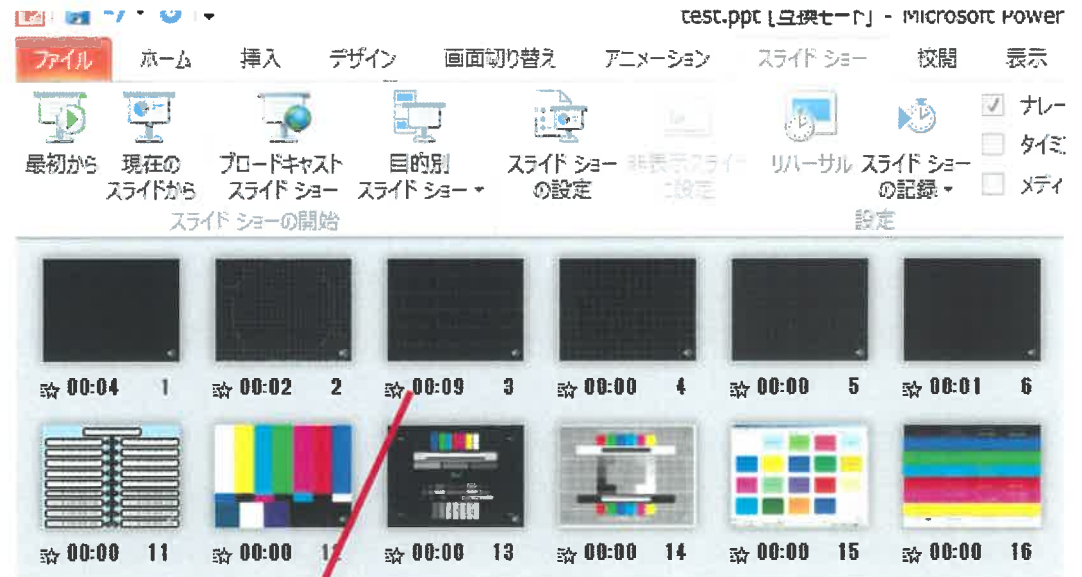 test.ppt [互換モード] - Microsoft Power
ファイル ホーム 挿入 デザイン 画面切り替え アニメーション スライド ショー 校閲 表示
最初から 現在の スライドから ブロードキャスト スライド ショー 目的別 スライド ショー スライド ショー の設定 非表示スライド に設定 リハーサル スライド ショー の記録
ナレー
タイミ
メディ
スライド ショーの開始 設定
00:04 1 00:02 2 00:09 3 00:00 4 00:00 5 00:01 6
00:00 11 00:00 12 00:00 13 00:00 14 00:00 15 00:00 16